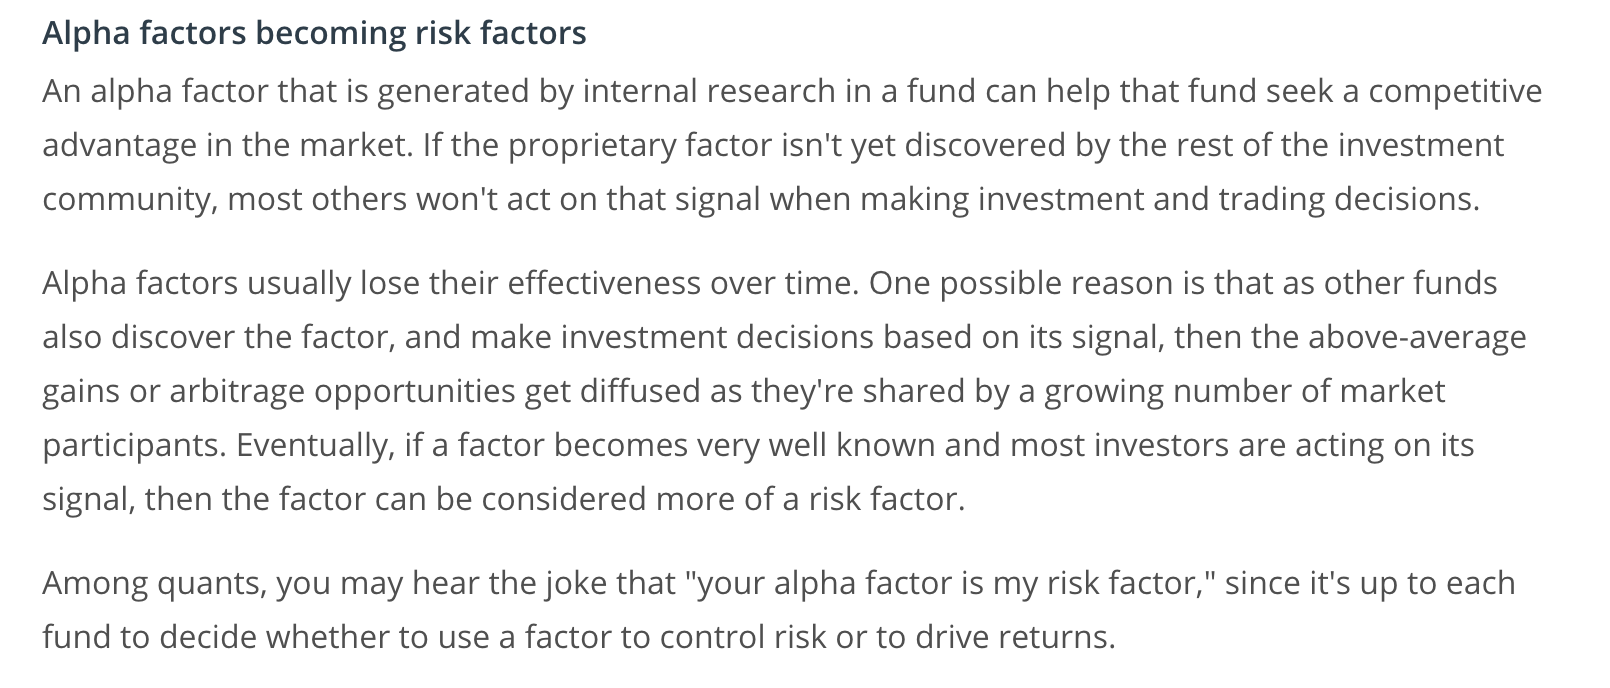 Alpha factors becoming risk factors
An alpha factor that is generated by internal research in a fund can help that fund seek a competitive
advantage in the market. If the proprietary factor isn't yet discovered by the rest of the investment
community, most others won't act on that signal when making investment and trading decisions.
Alpha factors usually lose their effectiveness over time. One possible reason is that as other funds
also discover the factor, and make investment decisions based on its signal, then the above-average
gains or arbitrage opportunities get diffused as they're shared by a growing number of market
participants. Eventually, if a factor becomes very well known and most investors are acting on its
signal, then the factor can be considered more of a risk factor.
Among quants, you may hear the joke that "your alpha factor is my risk factor," since it's up to each
fund to decide whether to use a factor to control risk or to drive returns.